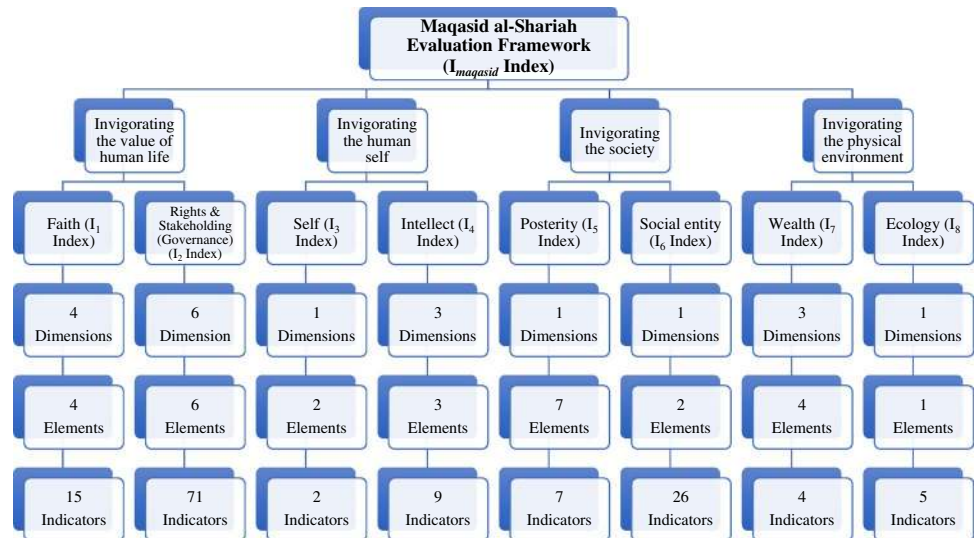 Maqasid al-Shariah
Evaluation Framework
(Imaqasid Index)
Invigorating
the value of
human life
Invigorating
the human
self
Invigorating
the society
Invigorating
the physical
environment
Faith (I1
Index)
Rights &
Stakeholding
(Governance)
(I2 Index)
Self (I3
Index)
Intellect (I4
Index)
Posterity (I5
Index)
Social entity
(I6 Index)
Wealth (I7
Index)
Ecology (I8
Index)
4
Dimensions
6
Dimension
1
Dimensions
3
Dimensions
1
Dimensions
1
Dimensions
3
Dimensions
1
Dimensions
4
Elements
6
Elements
2
Elements
3
Elements
7
Elements
2
Elements
4
Elements
1
Elements
15
Indicators
71
Indicators
2
Indicators
9
Indicators
7
Indicators
26
Indicators
4
Indicators
5
Indicators